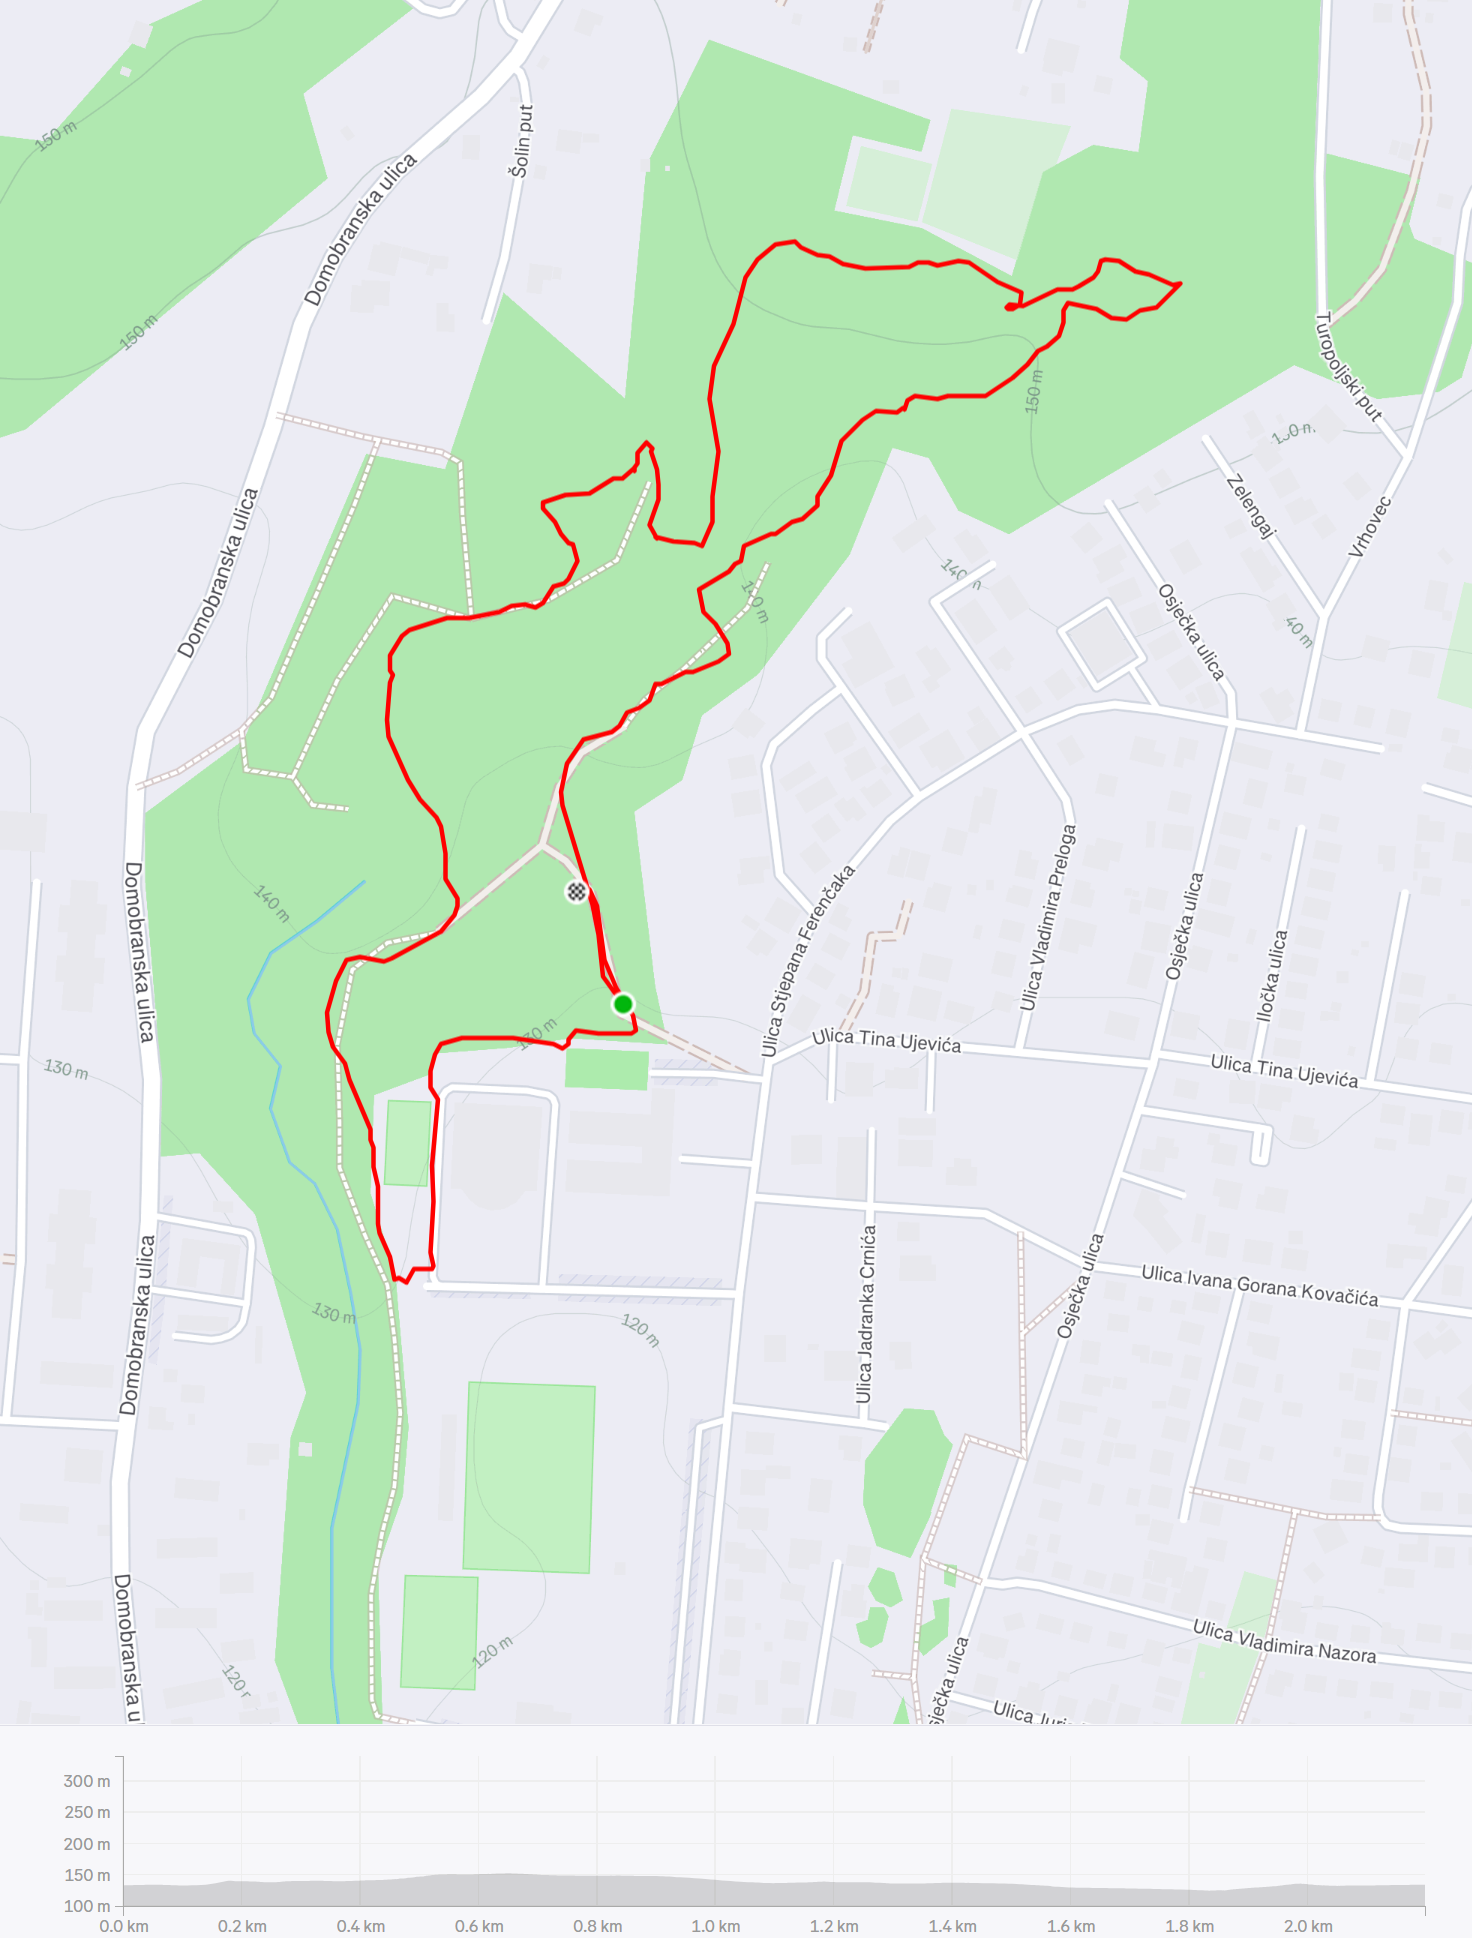 150 m
Šolin put
Domobranska ulica
150 m
Turopoljski put
150 m
Zelengaj
Vrhovec
Domobranska ulica
140 m
140 m
Osječka ulica
40 m
Domobranska ulica
140 m
Ulica Stjepana Ferenčaka
Ulica Vladimira Preloga
Osječka ulica
Iločka ulica
130 m
130 m
Ulica Tina Ujevića
Ulica Tina Ujevića
Domobranska ulica
130 m
120 m
Ulica Jadranka Crnića
Osječka ulica
Ulica Ivana Gorana Kovačića
Domobranska u
120 m
Ulica Vladimira Nazora
300 m
250 m
200 m
150 m
100 m
0.0 km 0.2 km 0.4 km 0.6 km 0.8 km 1.0 km 1.2 km 1.4 km 1.6 km 1.8 km 2.0 km